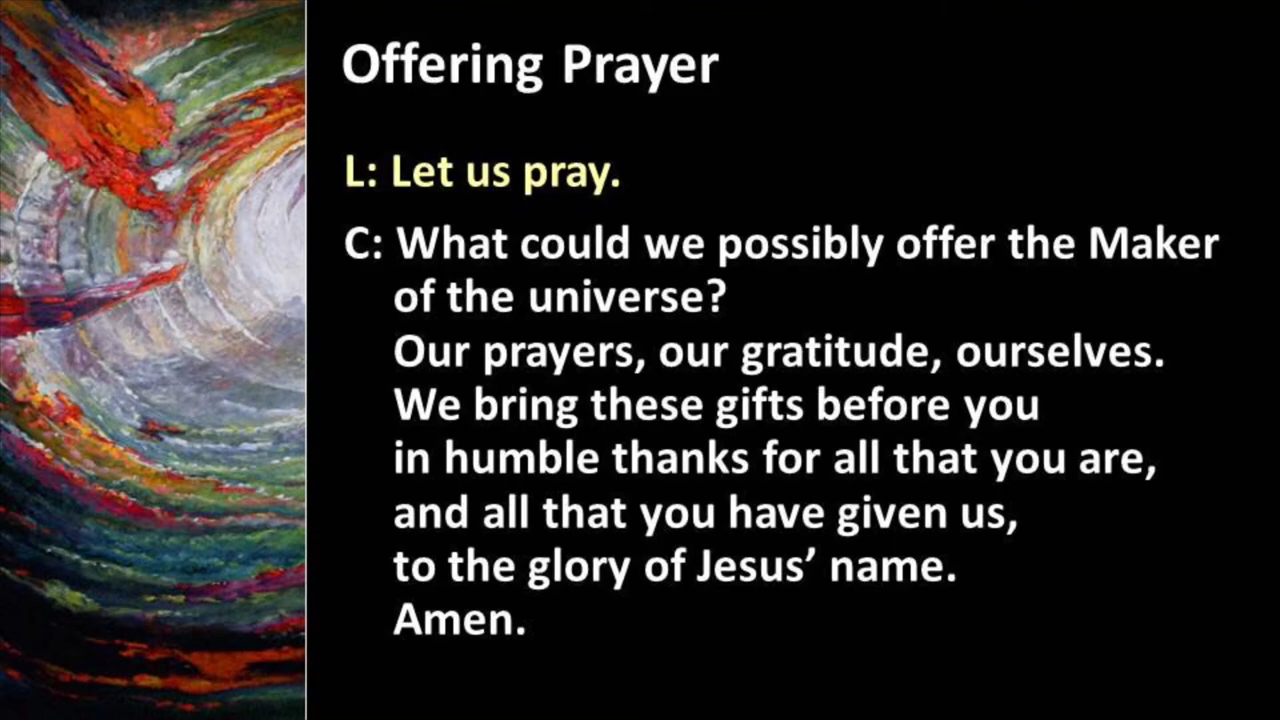 Offering Prayer
L: Let us pray.
C: What could we possibly offer the Maker
of the universe?
Our prayers, our gratitude, ourselves.
We bring these gifts before you
in humble thanks for all that you are,
and all that you have given us,
to the glory of Jesus’ name.
Amen.